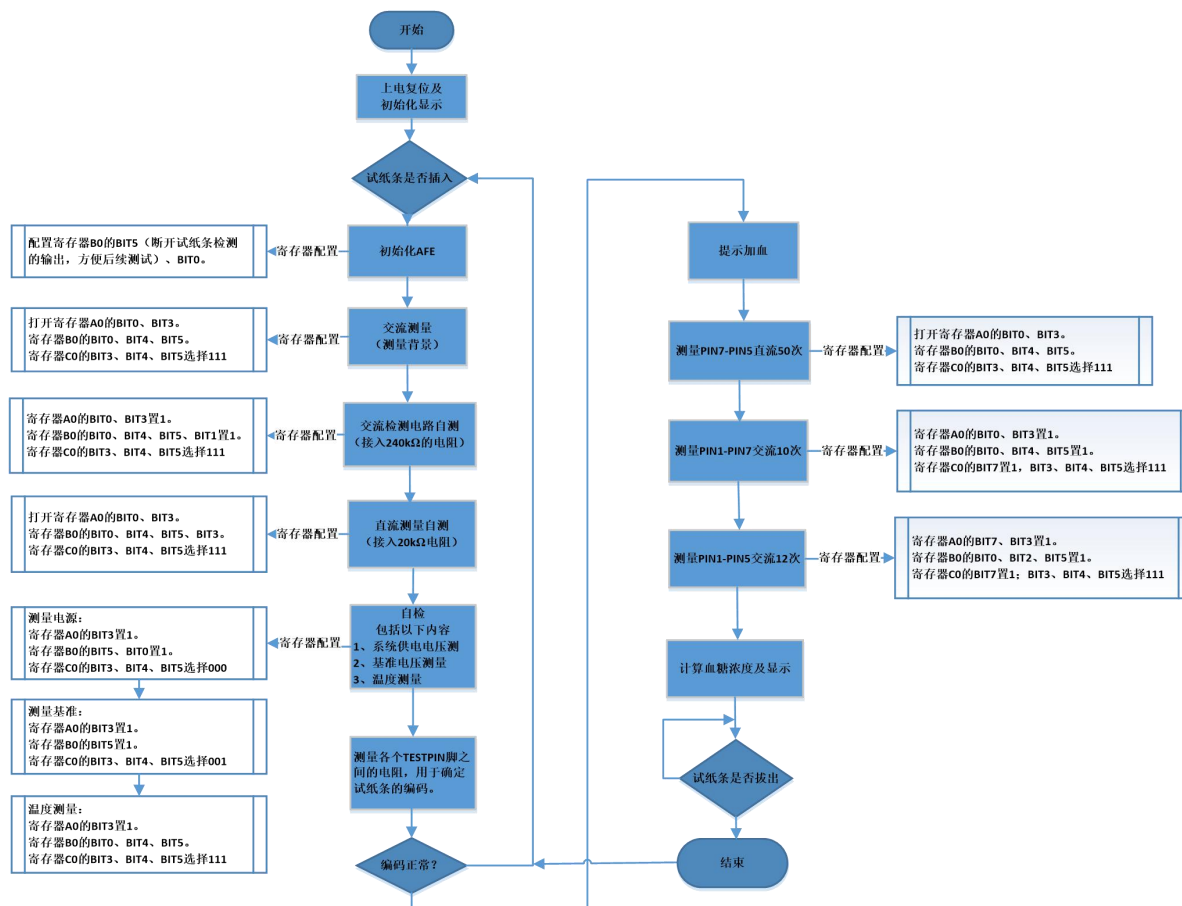 开始
上电复位及
初始化显示
试纸条是否插入
初始化AFE
寄存器配置
配置寄存器B0的BIT5（断开试纸条检测
的输出，方便后续测试）、BIT0。
交流测量
（测量背景）
寄存器配置
打开寄存器A0的BIT0、BIT3。
寄存器B0的BIT0、BIT4、BIT5。
寄存器C0的BIT3、BIT4、BIT5选择111
交流检测电路自测
（接入240kΩ的电阻）
寄存器配置
寄存器A0的BIT0、BIT3置1。
寄存器B0的BIT0、BIT4、BIT5、BIT1置1。
寄存器C0的BIT3、BIT4、BIT5选择111
直流测量自测
（接入20kΩ电阻）
寄存器配置
打开寄存器A0的BIT0、BIT3。
寄存器B0的BIT0、BIT4、BIT5、BIT3。
寄存器C0的BIT3、BIT4、BIT5选择111
自检
包括以下内容
1、系统供电电压测
2、基准电压测量
3、温度测量
寄存器配置
测量电源：
寄存器A0的BIT3置1。
寄存器B0的BIT5、BIT0置1。
寄存器C0的BIT3、BIT4、BIT5选择000
测量基准：
寄存器A0的BIT3置1。
寄存器B0的BIT5置1。
寄存器C0的BIT3、BIT4、BIT5选择001
温度测量：
寄存器A0的BIT3置1。
寄存器B0的BIT0、BIT4、BIT5。
寄存器C0的BIT3、BIT4、BIT5选择111
测量各个TESTPIN脚之
间的电阻，用于确定
试纸条的编码。
编码正常？
提示加血
测量PIN7-PIN5直流50次
寄存器配置
打开寄存器A0的BIT0、BIT3。
寄存器B0的BIT0、BIT4、BIT5。
寄存器C0的BIT3、BIT4、BIT5选择111
测量PIN1-PIN7交流10次
寄存器配置
寄存器A0的BIT0、BIT3置1。
寄存器B0的BIT0、BIT4、BIT5置1。
寄存器C0的BIT7置1，BIT3、BIT4、BIT5选择111
测量PIN1-PIN5交流12次
寄存器配置
寄存器A0的BIT7、BIT3置1。
寄存器B0的BIT0、BIT2、BIT5置1。
寄存器C0的BIT7置1；BIT3、BIT4、BIT5选择111
计算血糖浓度及显示
试纸条是否拔出
结束